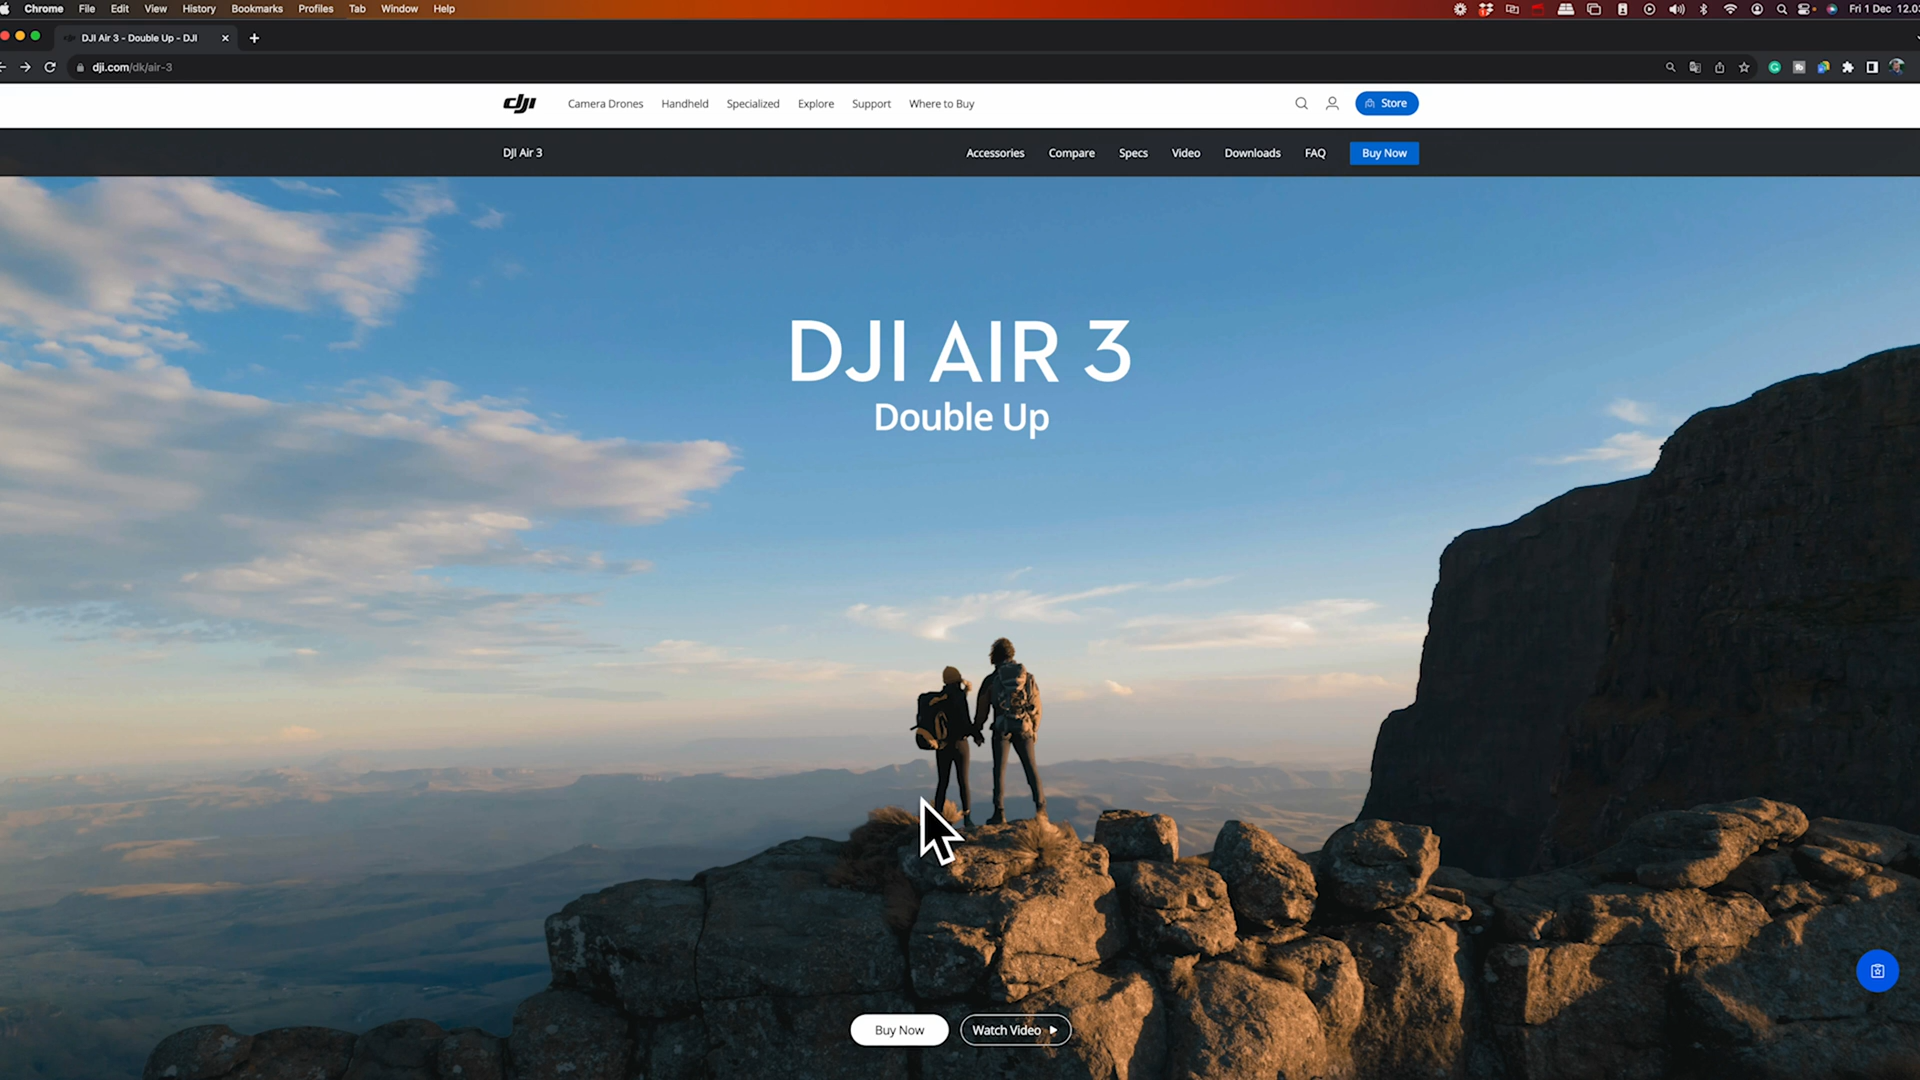 Chrome File Edit View History Bookmarks Profiles Tab Window Help
Fri 1 Dec 12.03
DJI Air 3 - Double Up - DJI
dji.com/dk/air-3
dji Camera Drones Handheld Specialized Explore Support Where to Buy Store
DJI Air 3 Accessories Compare Specs Video Downloads FAQ Buy Now
DJI AIR 3
Double Up
Buy Now Watch Video